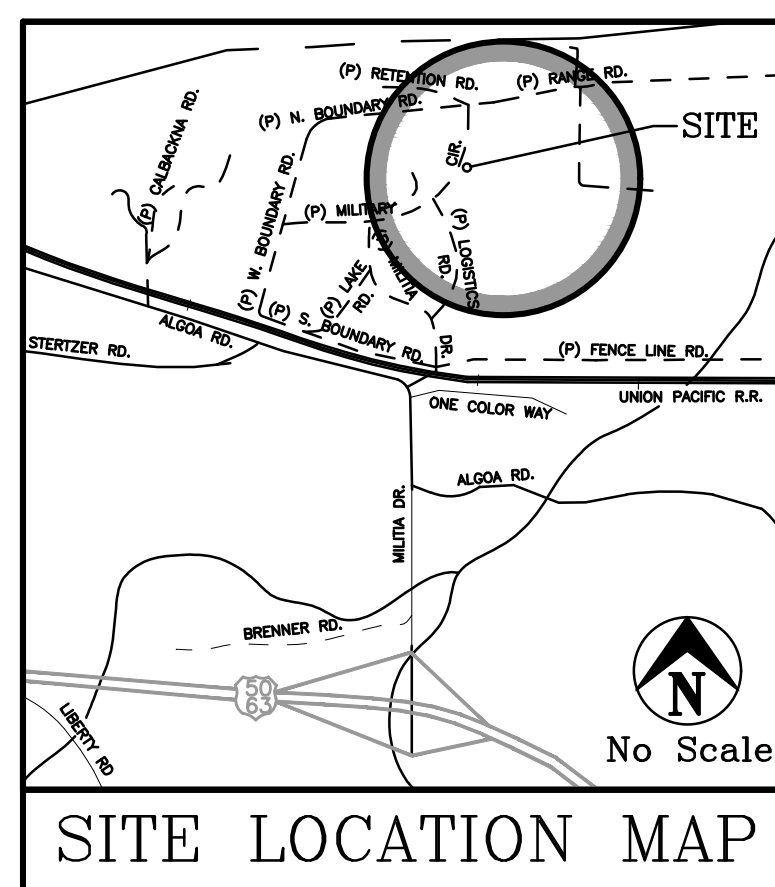 (P) RETENTION RD.
(P) RANGE RD.
(P) N. BOUNDARY RD.
(P) CALBACKNA RD.
SITE
CIR.
(P) W. BOUNDARY RD.
(P) MILITARY
(P) LOGISTICS
RD.
(P) MILITIA
(P) LAKE
RD.
(P) S. BOUNDARY RD.
DR.
ALGOA RD.
STERTZER RD.
(P) FENCE LINE RD.
UNION PACIFIC R.R.
ONE COLOR WAY
ALGOA RD.
MILITIA DR.
BRENNER RD.
50
63
LIBERTY RD
N
No Scale
SITE LOCATION MAP